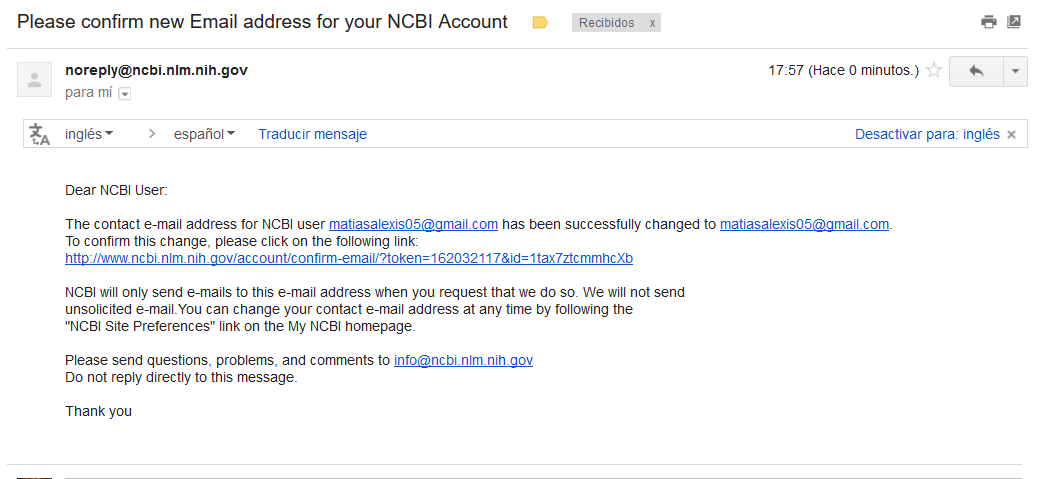 Please confirm new Email address for your NCBI Account Recibidos x
noreply@ncbi.nlm.nih.gov 17:57 (Hace 0 minutos.)
para mí
inglés español Traducir mensaje Desactivar para: inglés ×
Dear NCBI User:
The contact e-mail address for NCBI user matiasalexis05@gmail.com has been successfully changed to matiasalexis05@gmail.com.
To confirm this change, please click on the following link:
http://www.ncbi.nlm.nih.gov/account/confirm-email/?token=162032117&id=1tax7ztcmmhcXb
NCBI will only send e-mails to this e-mail address when you request that we do so. We will not send
unsolicited e-mail.You can change your contact e-mail address at any time by following the
"NCBI Site Preferences" link on the My NCBI homepage.
Please send questions, problems, and comments to info@ncbi.nlm.nih.gov
Do not reply directly to this message.
Thank you